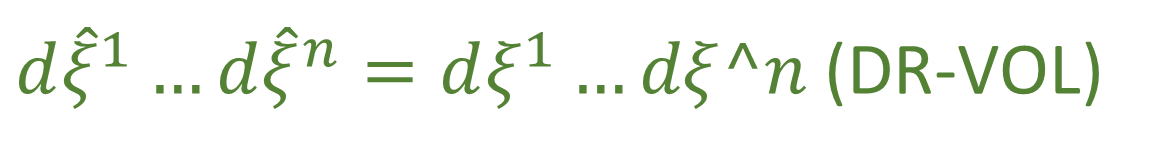 𝑑𝜉̂¹ … 𝑑𝜉̂ⁿ = 𝑑𝜉¹ … 𝑑𝜉^𝑛 (DR-VOL)